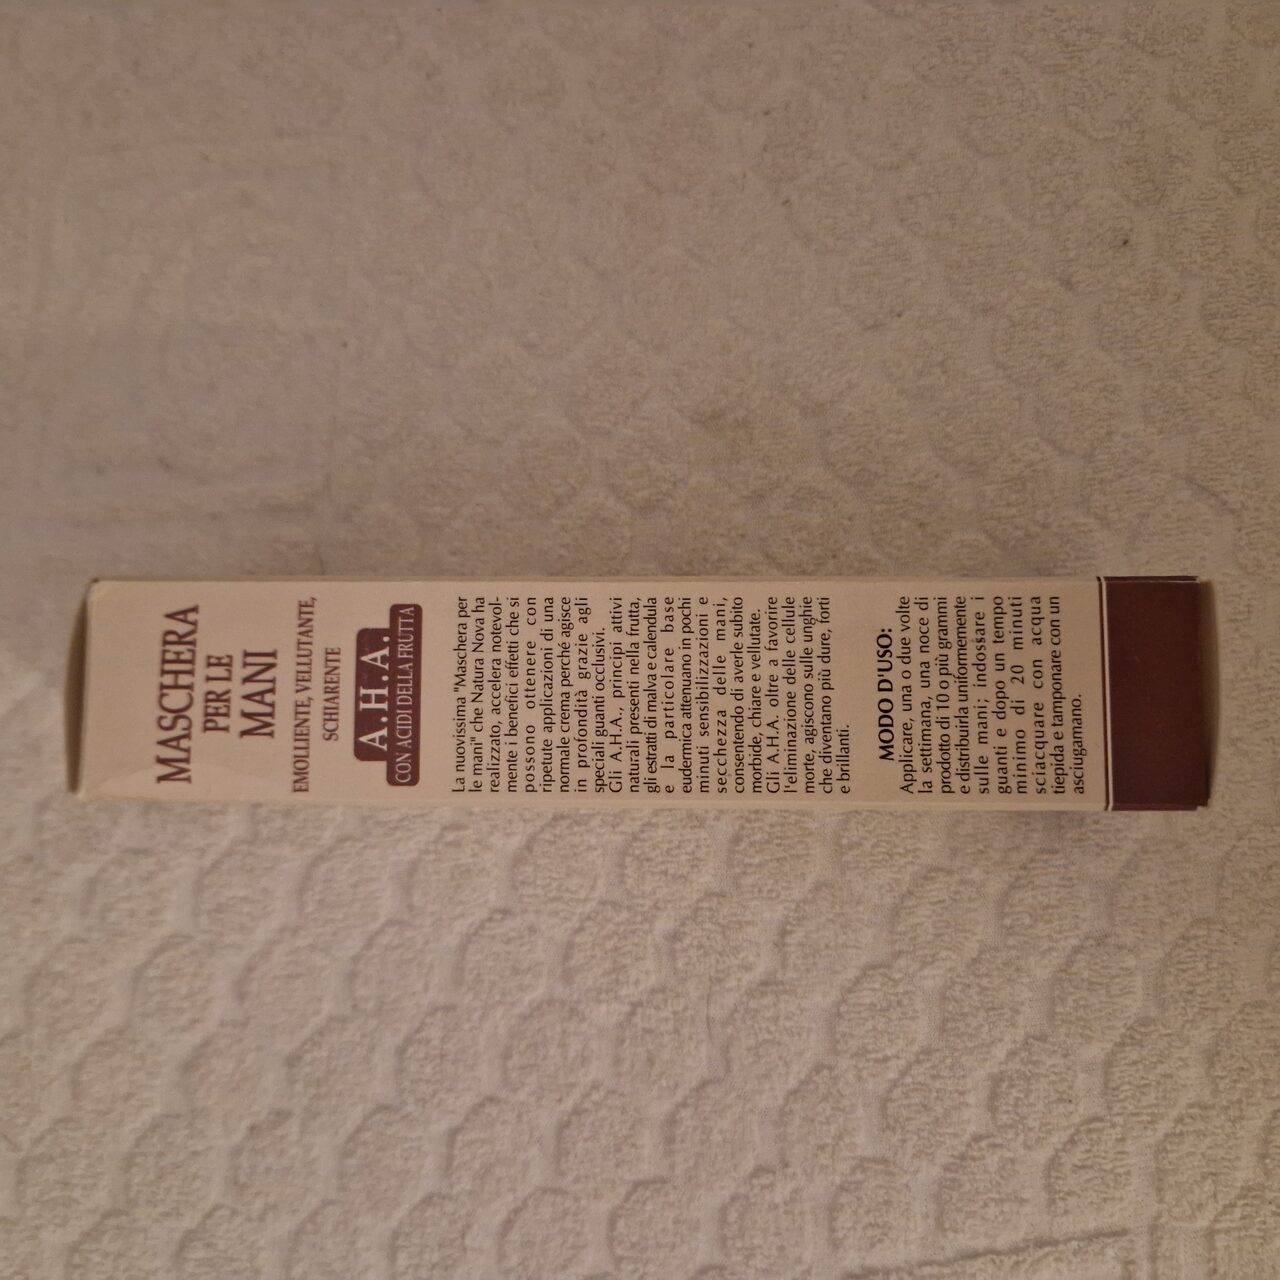 MASCHERA
PER LE
MANI
EMOLLIENTE, VELLUTANTE,
SCHIARENTE
A.H.A.
CON ACIDI DELLA FRUTTA
La nuovissima "Maschera per
le mani" che Natura Nova ha
realizzato, accelera notevol-
mente i benefici effetti che si
possono ottenere con
ripetute applicazioni di una
normale crema perché agisce
in profondità grazie agli
speciali guanti occlusivi.
Gli A.H.A., principi attivi
naturali presenti nella frutta,
gli estratti di malva e calendula
e la particolare base
eudermica attenuano in pochi
minuti sensibilizzazioni e
secchezza delle mani,
consentendo di averle subito
morbide, chiare e vellutate.
Gli A.H.A. oltre a favorire
l'eliminazione delle cellule
morte, agiscono sulle unghie
che diventano più dure, forti
e brillanti.
MODO D'USO:
Applicare, una o due volte
la settimana, una noce di
prodotto di 10 o più grammi
e distribuirla uniformemente
sulle mani; indossare i
guanti e dopo un tempo
minimo di 20 minuti
sciacquare con acqua
tiepida e tamponare con un
asciugamano.